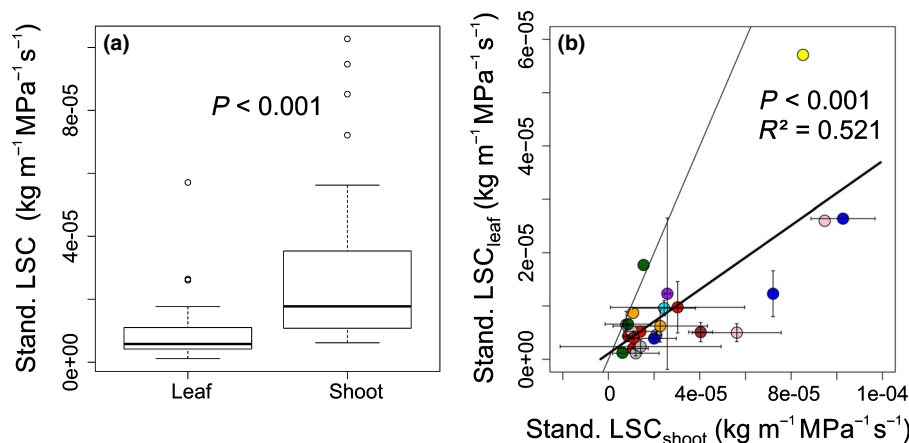 (a)
P < 0.001
Stand. LSC (kg m⁻¹ MPa⁻¹ s⁻¹)
8e-05
4e-05
0e+00
Leaf Shoot
(b)
P < 0.001
R² = 0.521
Stand. LSCleaf (kg m⁻¹ MPa⁻¹ s⁻¹)
6e-05
4e-05
2e-05
0e+00
0 4e-05 8e-05 1e-04
Stand. LSCshoot (kg m⁻¹ MPa⁻¹ s⁻¹)